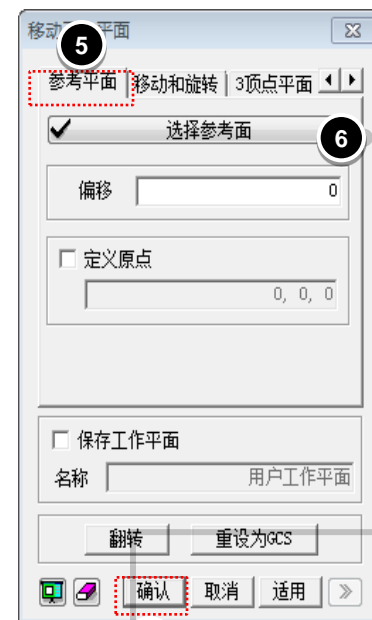 移动 平面
5
参考平面 移动和旋转 3顶点平面
选择参考面
6
偏移 0
定义原点
0, 0, 0
保存工作平面
名称 用户工作平面
翻转 重设为GCS
确认 取消 适用